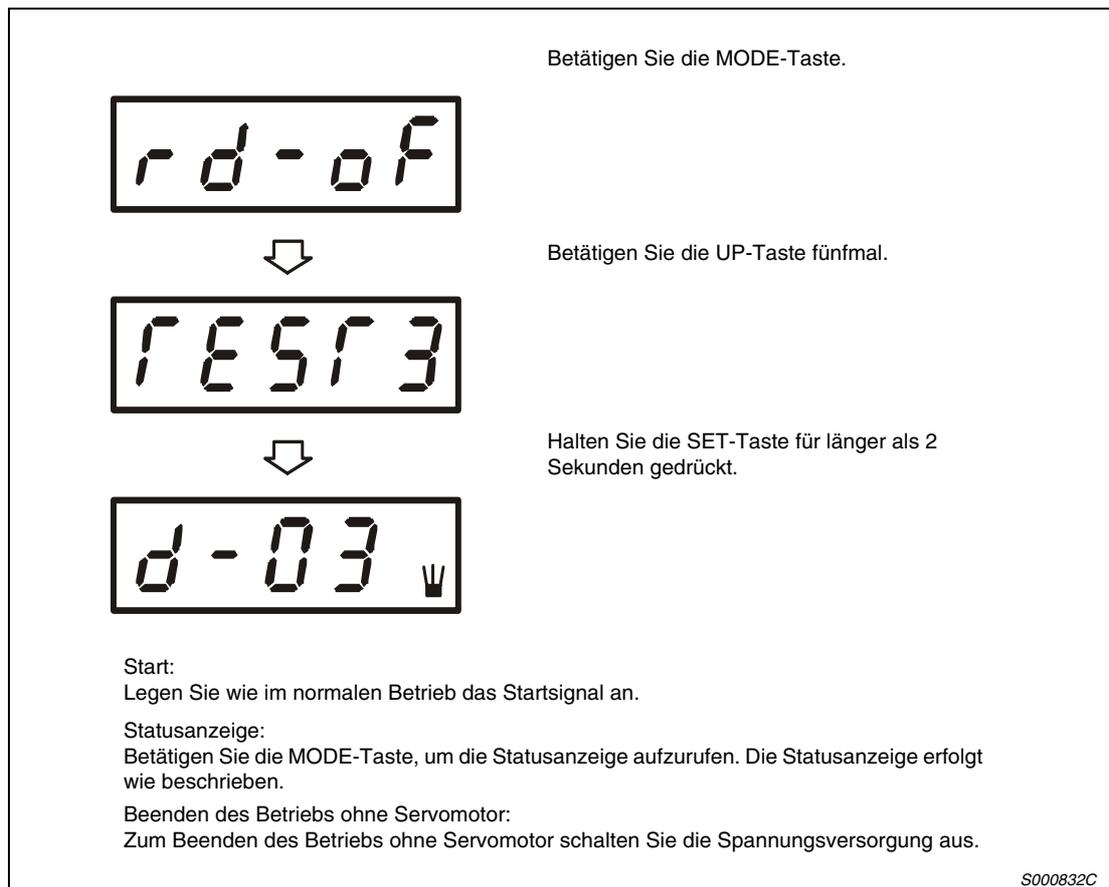 Betätigen Sie die MODE-Taste.
rd-oF
Betätigen Sie die UP-Taste fünfmal.
TEST3
Halten Sie die SET-Taste für länger als 2
Sekunden gedrückt.
d-03
Start:
Legen Sie wie im normalen Betrieb das Startsignal an.
Statusanzeige:
Betätigen Sie die MODE-Taste, um die Statusanzeige aufzurufen. Die Statusanzeige erfolgt
wie beschrieben.
Beenden des Betriebs ohne Servomotor:
Zum Beenden des Betriebs ohne Servomotor schalten Sie die Spannungsversorgung aus.
S000832C